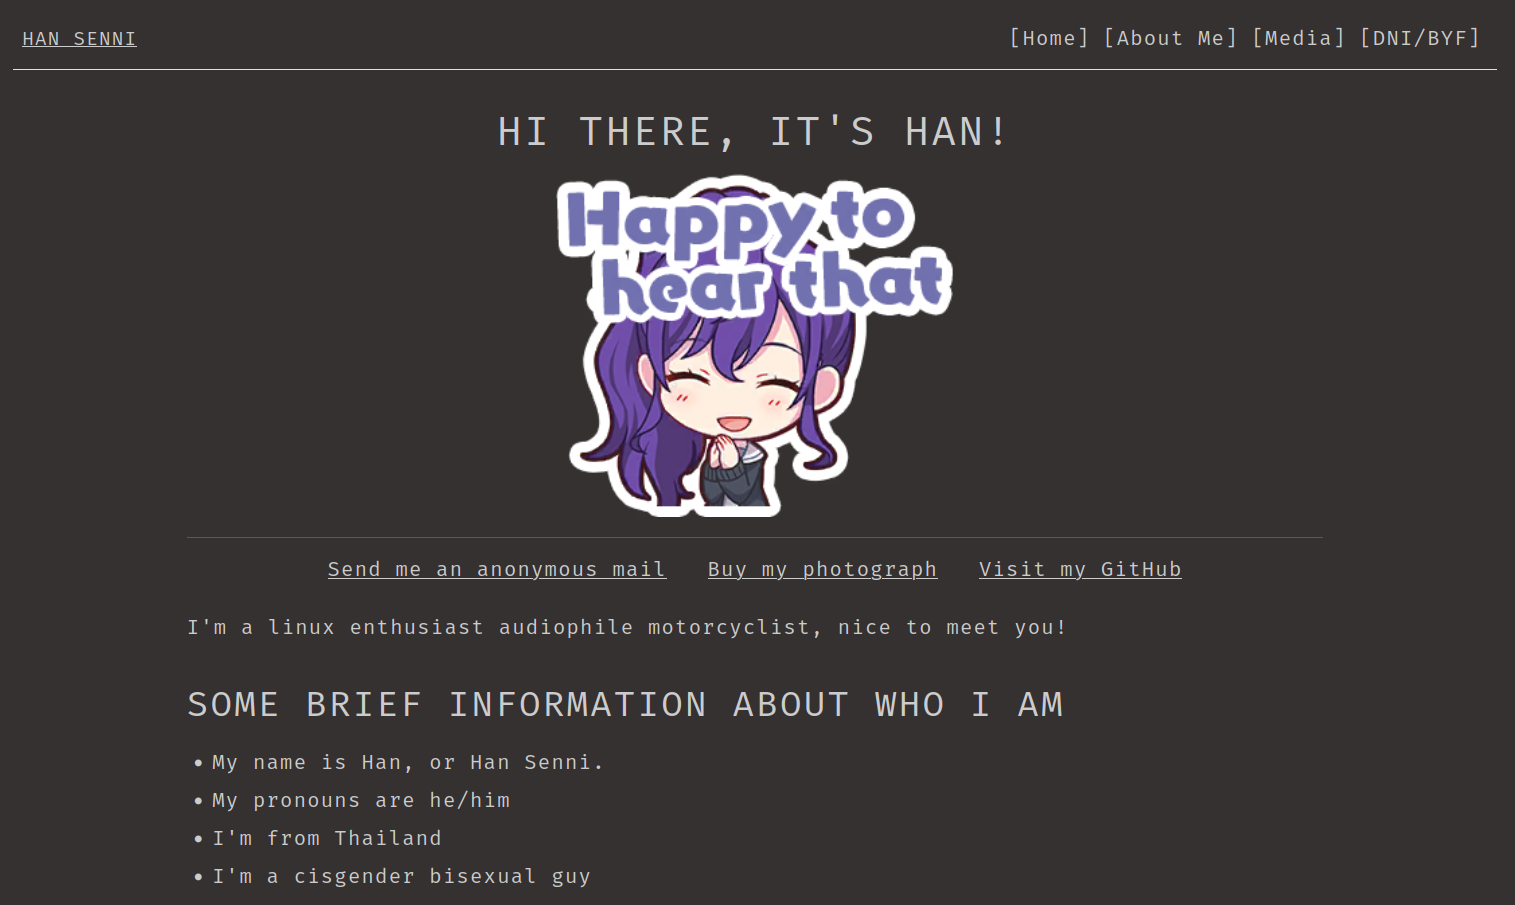 HAN SENNI
[Home] [About Me] [Media] [DNI/BYF]
HI THERE, IT'S HAN!
Happy to
hear that
Send me an anonymous mail Buy my photograph Visit my GitHub
I'm a linux enthusiast audiophile motorcyclist, nice to meet you!
SOME BRIEF INFORMATION ABOUT WHO I AM
• My name is Han, or Han Senni.
• My pronouns are he/him
• I'm from Thailand
• I'm a cisgender bisexual guy